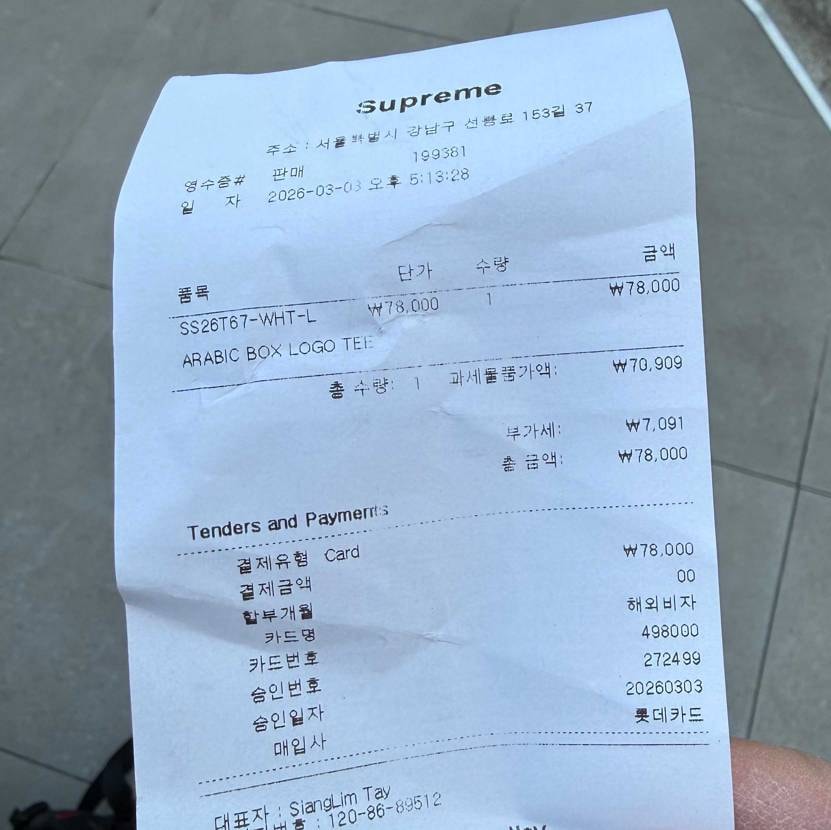 Supreme
주소 : 서울특별시 강남구 선릉로 153길 37
영수증# 판매 199381
일 자 2026-03-03 오후 5:13:28
품목 단가 수량 금액
SS26T67-WHT-L ₩78,000 1 ₩78,000
ARABIC BOX LOGO TEE
총 수량: 1 과세물품가액: ₩70,909
부가세: ₩7,091
총 금액: ₩78,000
Tenders and Payments
결제유형 Card
결제금액 ₩78,000
할부개월 00
카드명 해외비자
카드번호 498000
승인번호 272499
승인일자 20260303
매입사 롯데카드
대표자 : SiangLim Tay
: 120-86-89512